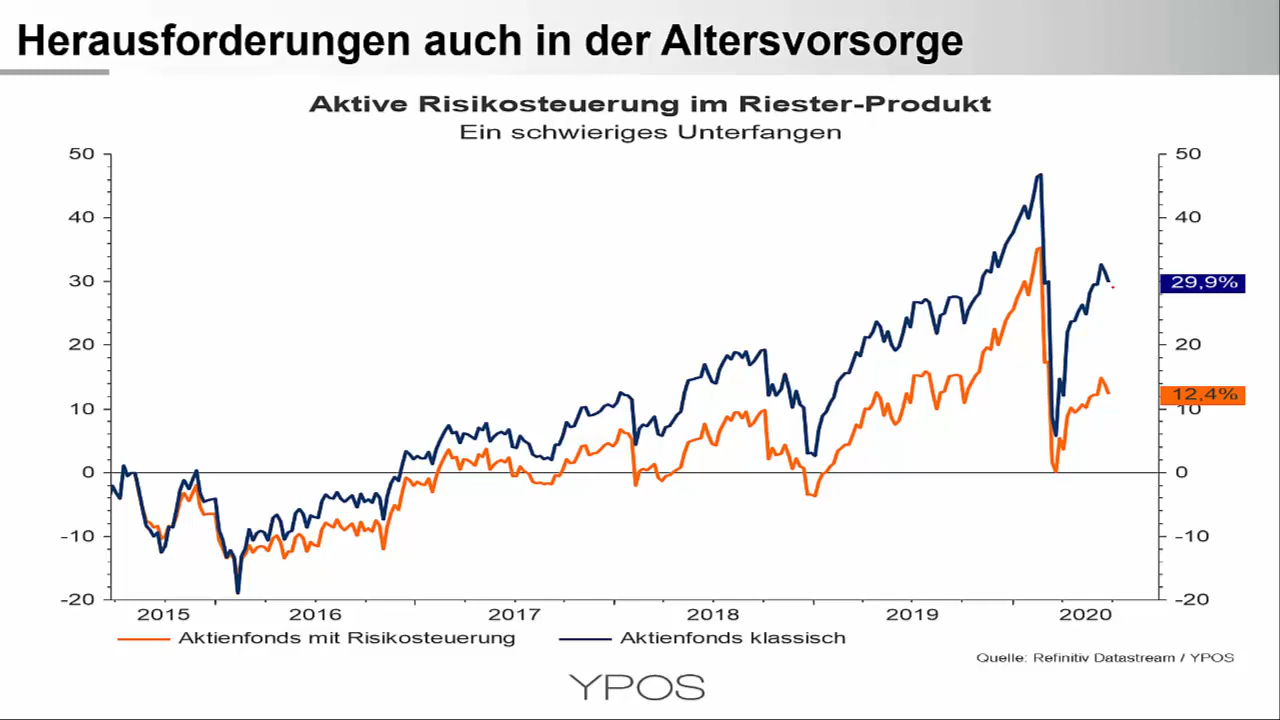 Herausforderungen auch in der Altersvorsorge
Aktive Risikosteuerung im Riester-Produkt
Ein schwieriges Unterfangen
50 50
40 40
30 29,9%
20 20
12,4%
10 10
0 0
-10 -10
-20 -20
2015 2016 2017 2018 2019 2020
Aktienfonds mit Risikosteuerung Aktienfonds klassisch
Quelle: Refinitiv Datastream / YPOS
YPOS